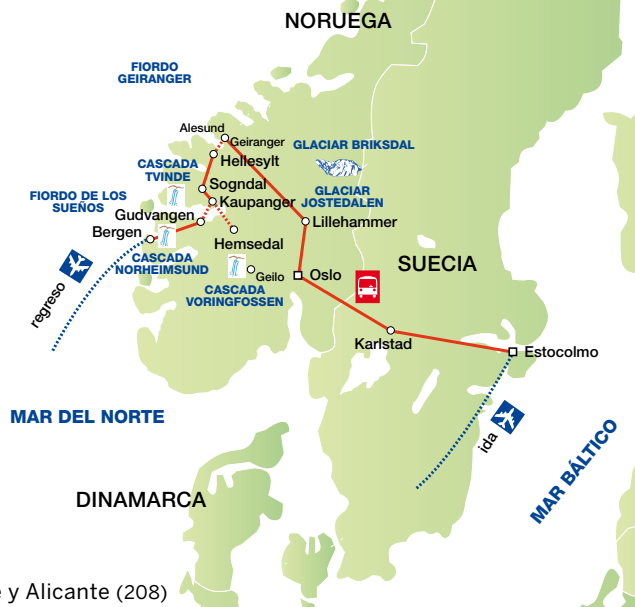 NORUEGA
FIORDO
GEIRANGER
Alesund
Geiranger
GLACIAR BRIKSDAL
Hellesylt
CASCADA
TVINDE
Sogndal
GLACIAR
JOSTEDALEN
FIORDO DE LOS
SUEÑOS
Kaupanger
Gudvangen
Lillehammer
Bergen
Hemsedal
CASCADA
NORHEIMSUND
SUECIA
Geilo
Oslo
CASCADA
VORINGFOSSEN
regreso
Karlstad
Estocolmo
MAR DEL NORTE
ida
MAR BÁLTICO
DINAMARCA
e y Alicante (208)